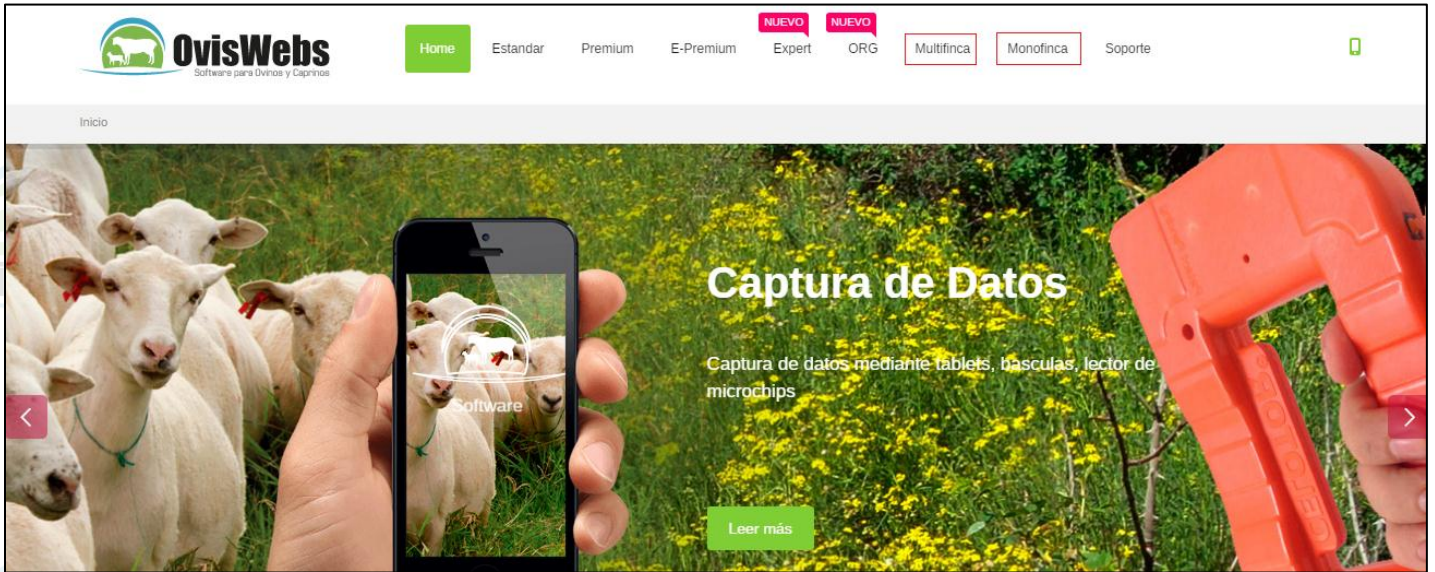 OvisWebs
Software para Ovinos y Caprinos
Home
Estandar
Premium
E-Premium
NUEVO
Expert
NUEVO
ORG
Multifinca
Monofinca
Soporte
Inicio
Captura de Datos
Captura de datos mediante tablets, basculas, lector de
microchips
Software
Leer más